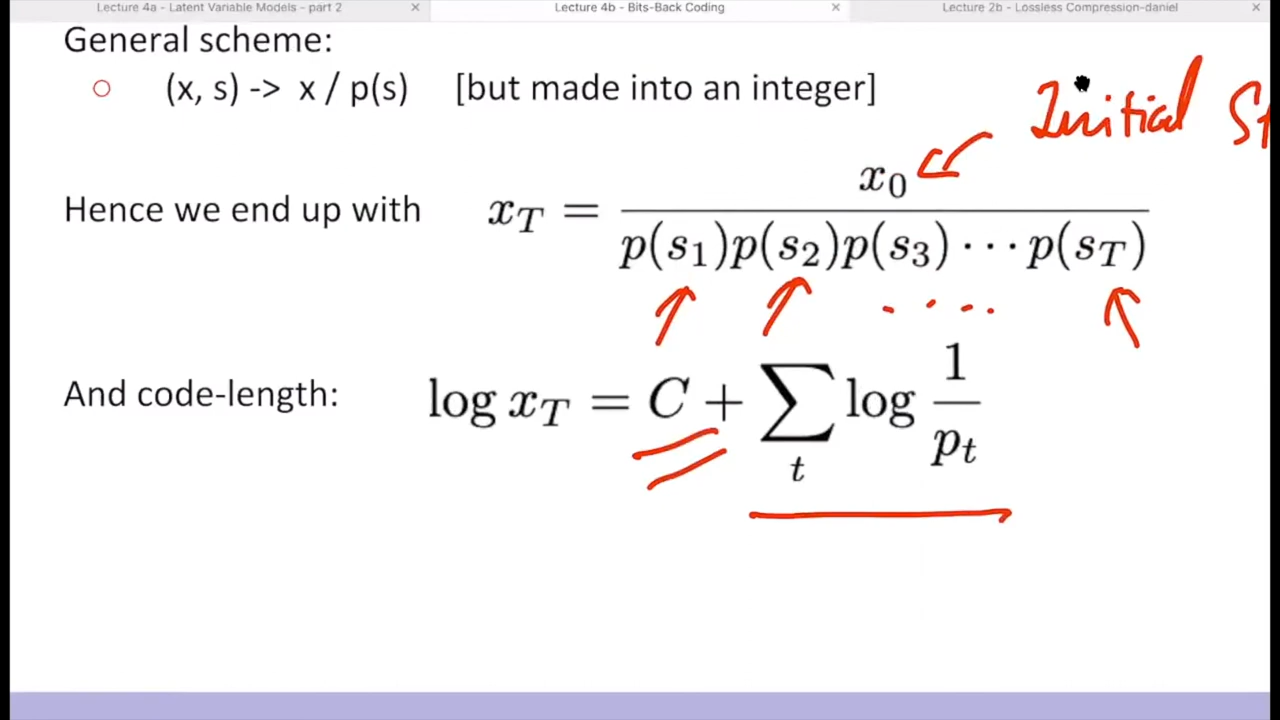 Lecture 4a - Latent Variable Models - part 2 × Lecture 4b - Bits-Back Coding × Lecture 2b - Lossless Compression-daniel ×
General scheme:
(x, s) -> x / p(s) [but made into an integer]
Initial St
Hence we end up with x_T = x_0 / p(s_1)p(s_2)p(s_3) ⋯ p(s_T)
And code-length: log x_T = C + ∑_t log 1/p_t